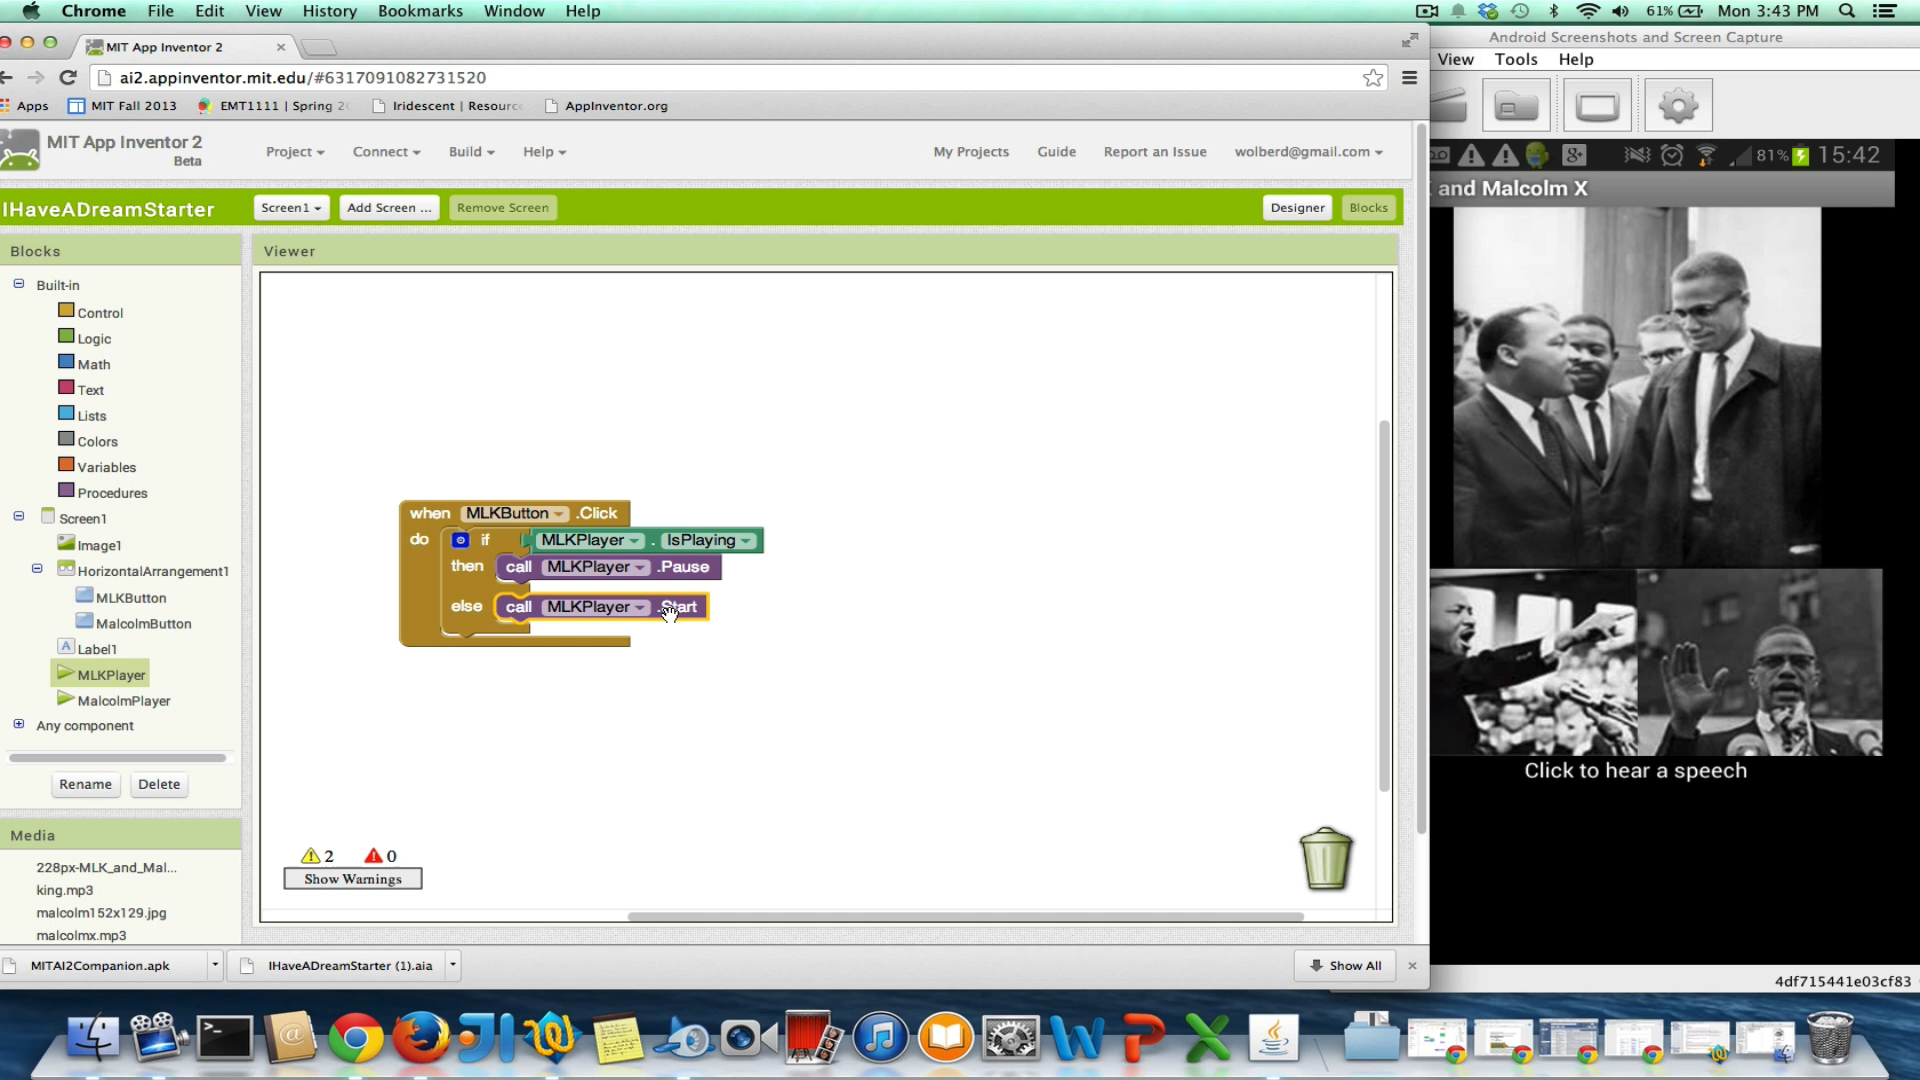 Chrome File Edit View History Bookmarks Window Help 61% Mon 3:43 PM
MIT App Inventor 2
Android Screenshots and Screen Capture
View Tools Help
ai2.appinventor.mit.edu/#6317091082731520
Apps MIT Fall 2013 EMT1111 | Spring 20 Iridescent | Resourc AppInventor.org
MIT App Inventor 2
Beta
Project Connect Build Help My Projects Guide Report an Issue wolberd@gmail.com
81% 15:42
and Malcolm X
IHaveADreamStarter Screen1 Add Screen ... Remove Screen Designer Blocks
Blocks
Viewer
Built-in
Control
Logic
Math
Text
Lists
Colors
Variables
Procedures
Screen1
Image1
HorizontalArrangement1
MLKButton
MalcolmButton
Label1
MLKPlayer
MalcolmPlayer
Any component
Rename Delete
when MLKButton .Click
do if MLKPlayer . IsPlaying
then call MLKPlayer .Pause
else call MLKPlayer .Start
2 0
Show Warnings
Media
228px-MLK_and_Mal...
king.mp3
malcolm152x129.jpg
malcolmx.mp3
Click to hear a speech
MITAI2Companion.apk IHaveADreamStarter (1).aia Show All
4df715441e03cf83